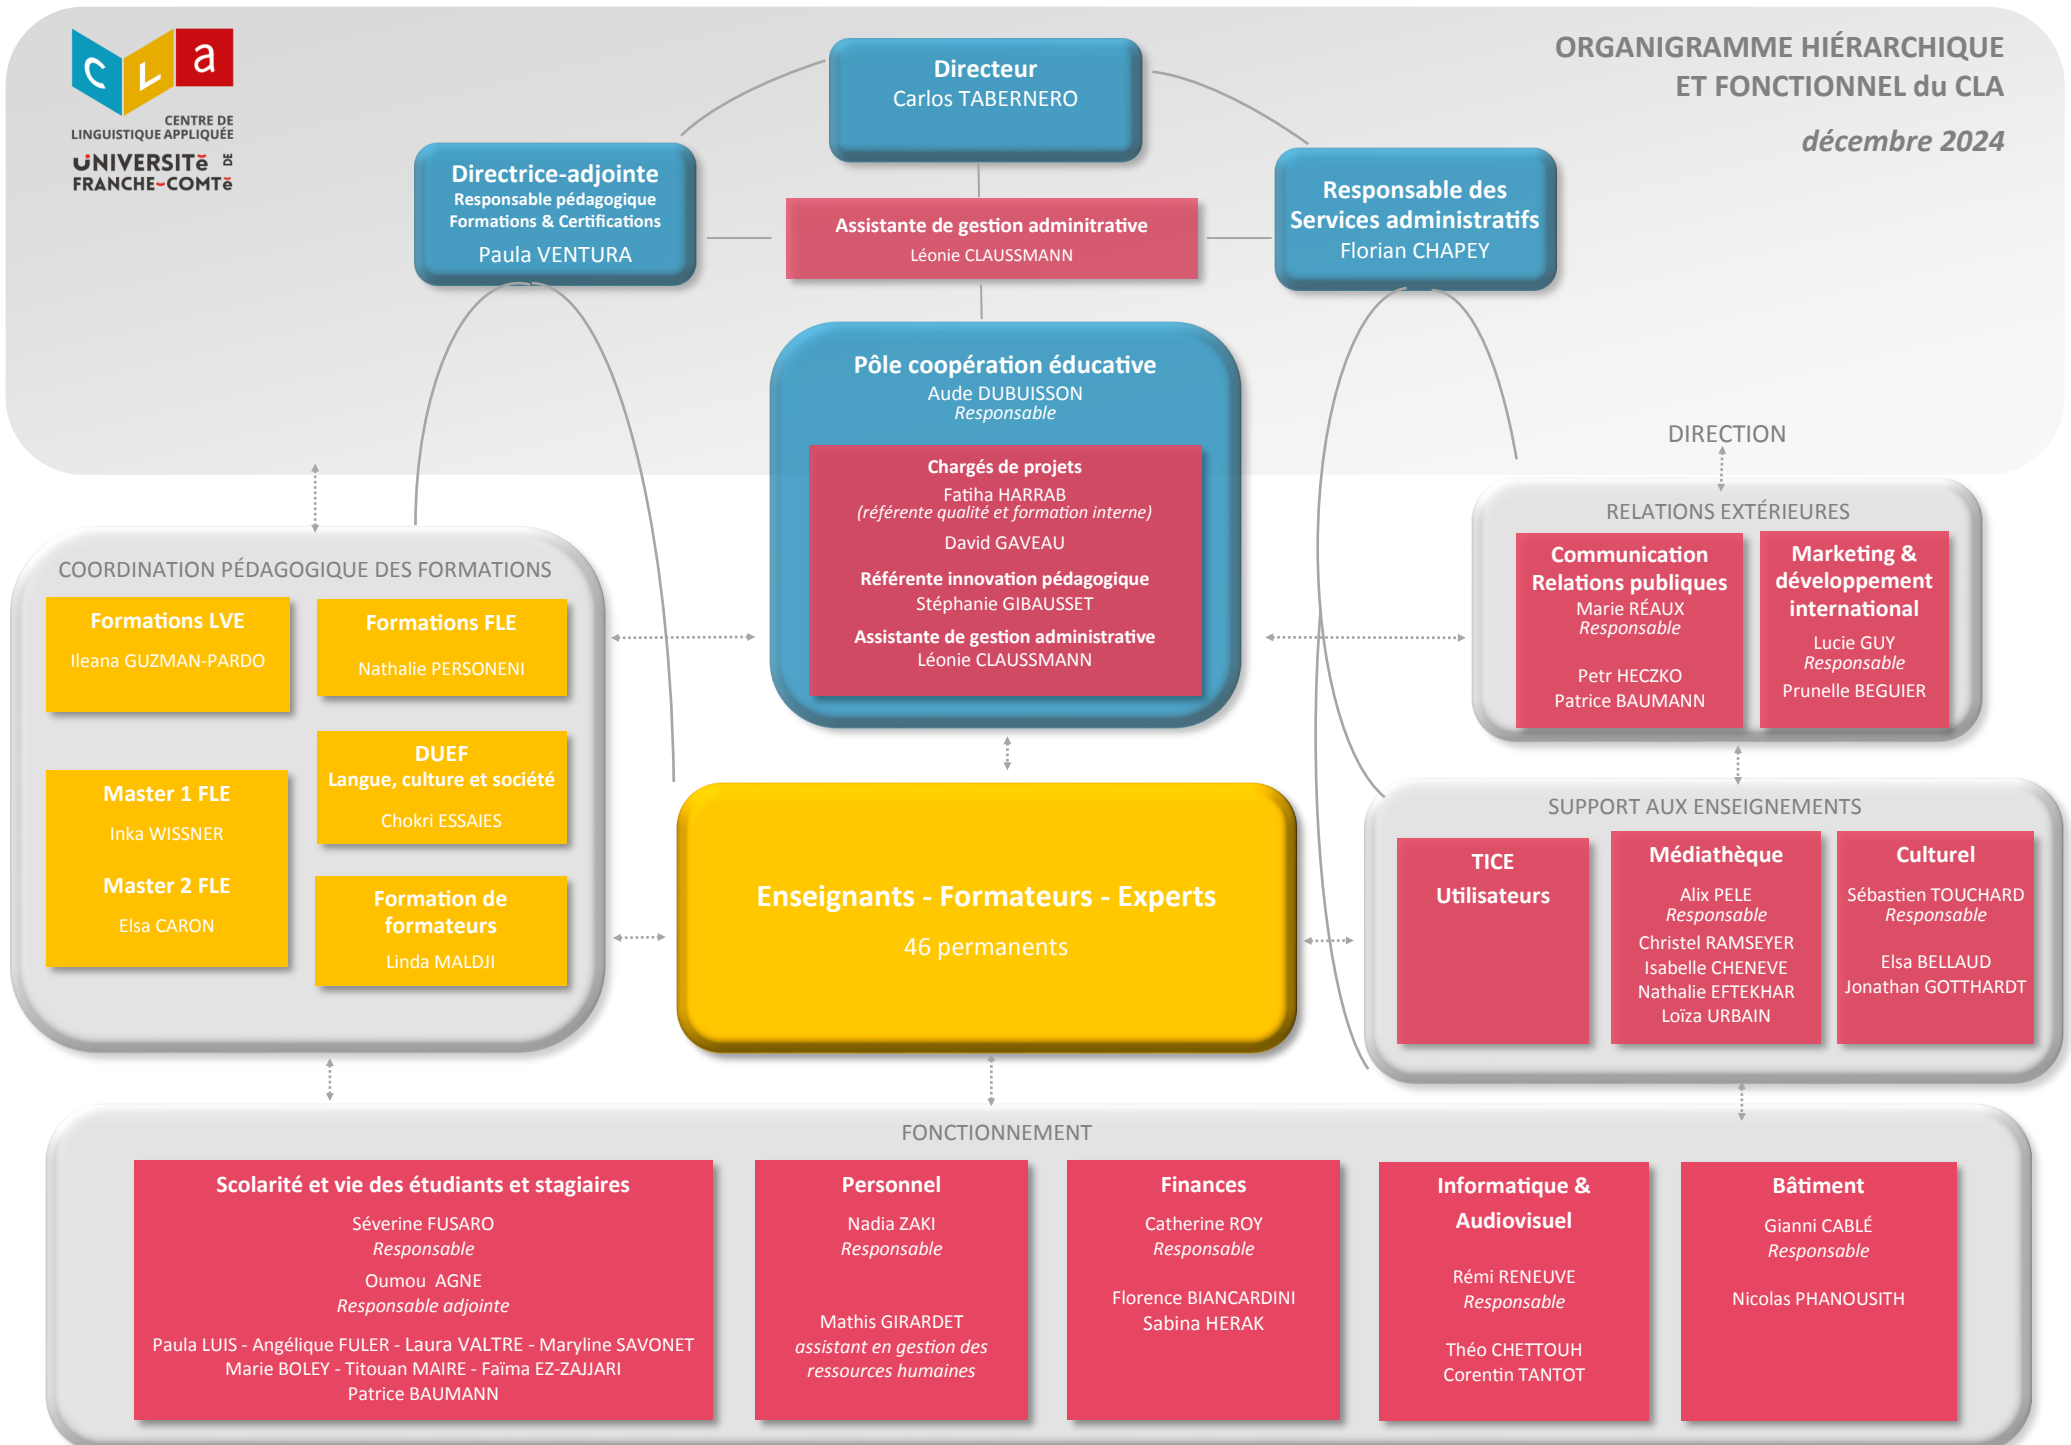 CLa
CENTRE DE
LINGUISTIQUE APPLIQUÉE
UNIVERSITÉ DE
FRANCHE-COMTÉ
ORGANIGRAMME HIÉRARCHIQUE
ET FONCTIONNEL du CLA
décembre 2024
Directeur
Carlos TABERNERO
Directrice-adjointe
Responsable pédagogique
Formations & Certifications
Paula VENTURA
Assistante de gestion adminitrative
Léonie CLAUSSMANN
Responsable des
Services administratifs
Florian CHAPEY
Pôle coopération éducative
Aude DUBUISSON
Responsable
Chargés de projets
Fatiha HARRAB
(référente qualité et formation interne)
David GAVEAU
Référente innovation pédagogique
Stéphanie GIBAUSSET
Assistante de gestion administrative
Léonie CLAUSSMANN
DIRECTION
COORDINATION PÉDAGOGIQUE DES FORMATIONS
Formations LVE
Ileana GUZMAN-PARDO
Formations FLE
Nathalie PERSONENI
Master 1 FLE
Inka WISSNER
Master 2 FLE
Elsa CARON
DUEF
Langue, culture et société
Chokri ESSAIES
Formation de
formateurs
Linda MALDJI
Enseignants - Formateurs - Experts
46 permanents
RELATIONS EXTÉRIEURES
Communication
Relations publiques
Marie RÉAUX
Responsable
Petr HECZKO
Patrice BAUMANN
Marketing &
développement
international
Lucie GUY
Responsable
Prunelle BEGUIER
SUPPORT AUX ENSEIGNEMENTS
TICE
Utilisateurs
Médiathèque
Alix PELE
Responsable
Christel RAMSEYER
Isabelle CHENEVE
Nathalie EFTEKHAR
Loïza URBAIN
Culturel
Sébastien TOUCHARD
Responsable
Elsa BELLAUD
Jonathan GOTTHARDT
FONCTIONNEMENT
Scolarité et vie des étudiants et stagiaires
Séverine FUSARO
Responsable
Oumou  AGNE
Responsable adjointe
Paula LUIS - Angélique FULER - Laura VALTRE - Maryline SAVONET
Marie BOLEY - Titouan MAIRE - Faïma EZ-ZAJJARI
Patrice BAUMANN
Personnel
Nadia ZAKI
Responsable
Mathis GIRARDET
assistant en gestion des
ressources humaines
Finances
Catherine ROY
Responsable
Florence BIANCARDINI
Sabina HERAK
Informatique &
Audiovisuel
Rémi RENEUVE
Responsable
Théo CHETTOUH
Corentin TANTOT
Bâtiment
Gianni CABLÉ
Responsable
Nicolas PHANOUSITH